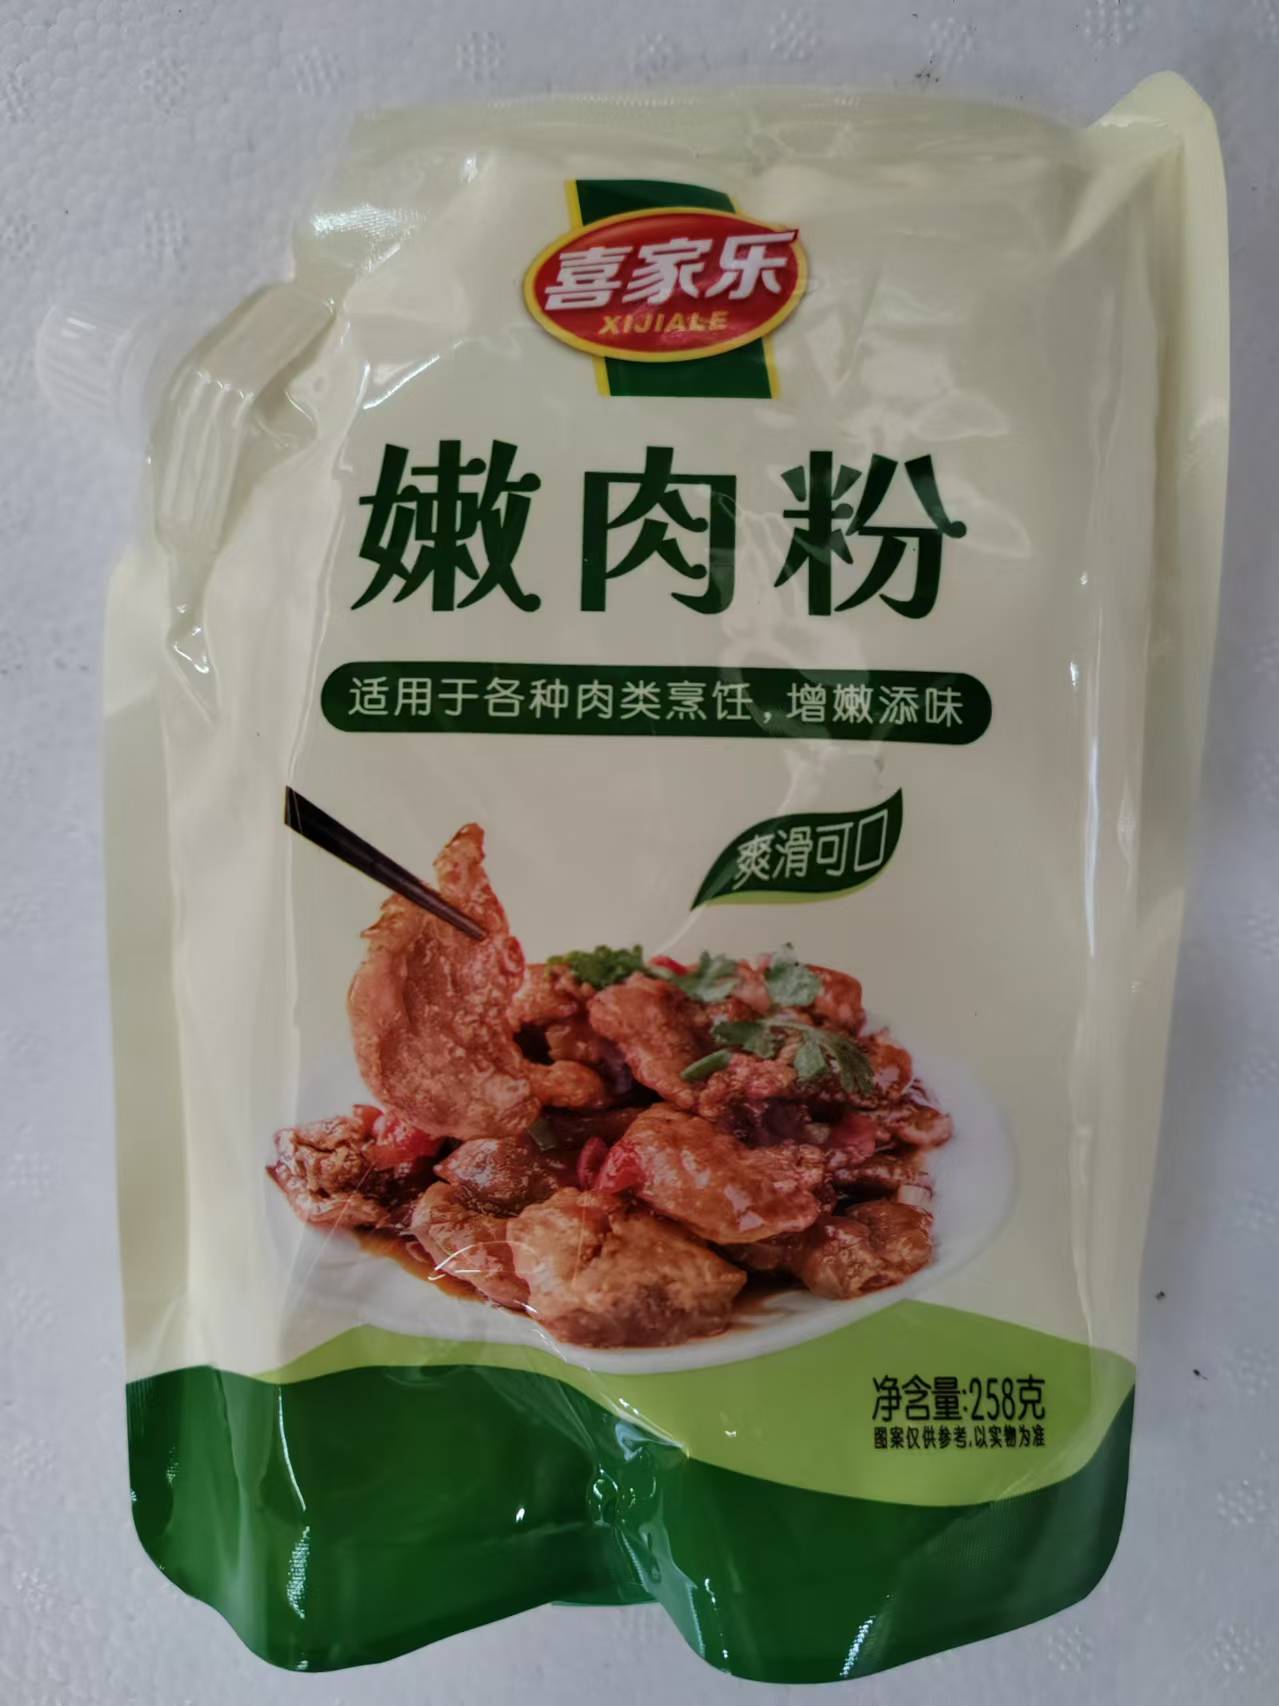 喜家乐
XIJIALE
嫩肉粉
适用于各种肉类烹饪,增嫩添味
爽滑可口
净含量:258克
图案仅供参考,以实物为准